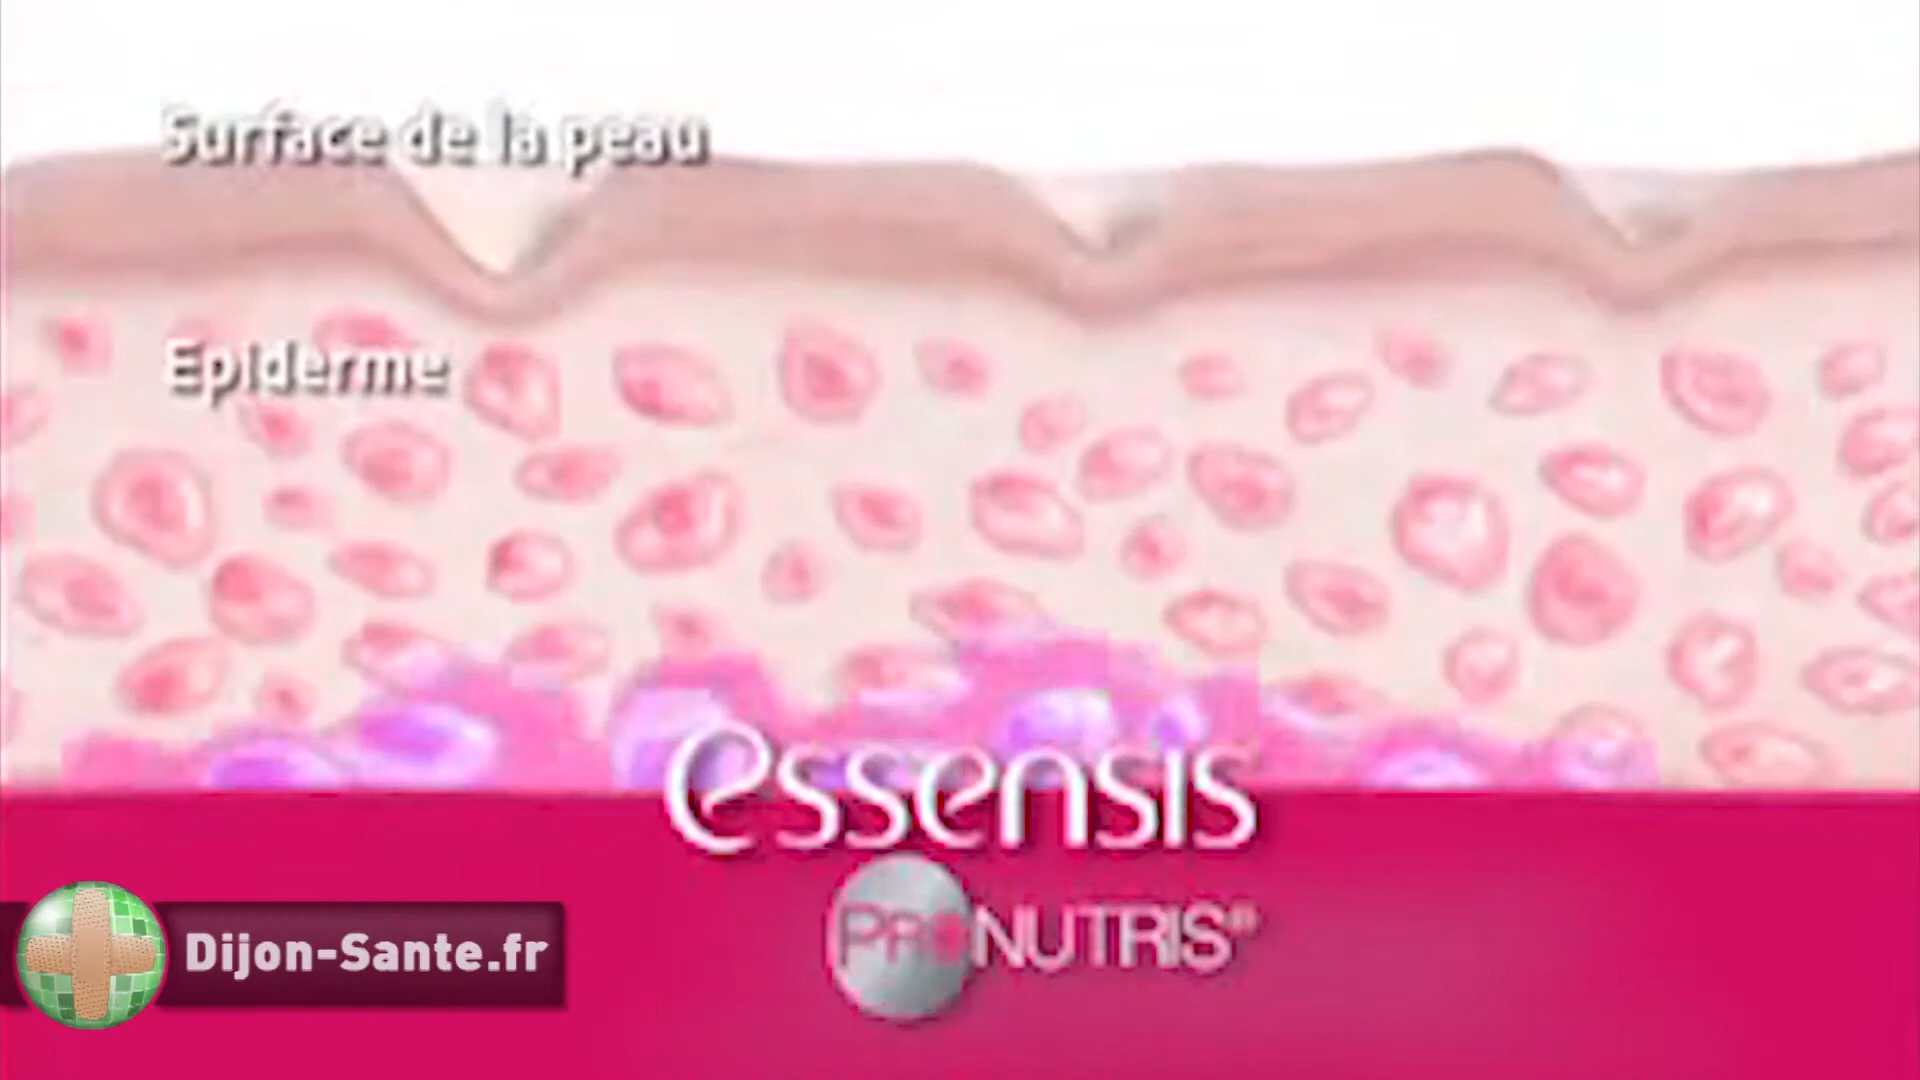 Surface de la peau
Epiderme
essensis
PRONUTRIS®
Dijon-Sante.fr